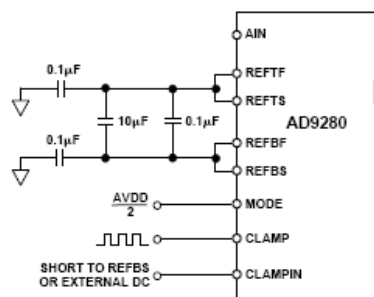 AIN
0.1µF
REFTF
REFTS
AD9280
10µF
0.1µF
0.1µF
REFBF
REFBS
AVDD
2
MODE
CLAMP
SHORT TO REFBS
OR EXTERNAL DC
CLAMPIN